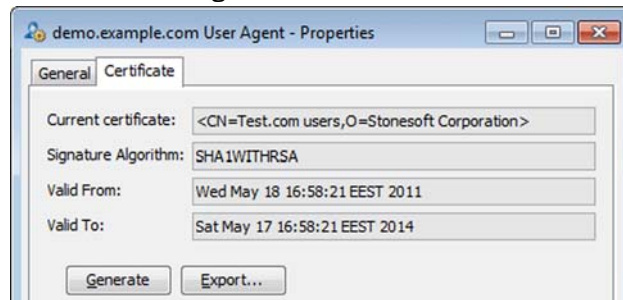 demo.example.com User Agent - Properties
General Certificate
Current certificate: <CN=Test.com users,O=Stonesoft Corporation>
Signature Algorithm: SHA1WITHRSA
Valid From: Wed May 18 16:58:21 EEST 2011
Valid To: Sat May 17 16:58:21 EEST 2014
Generate Export...